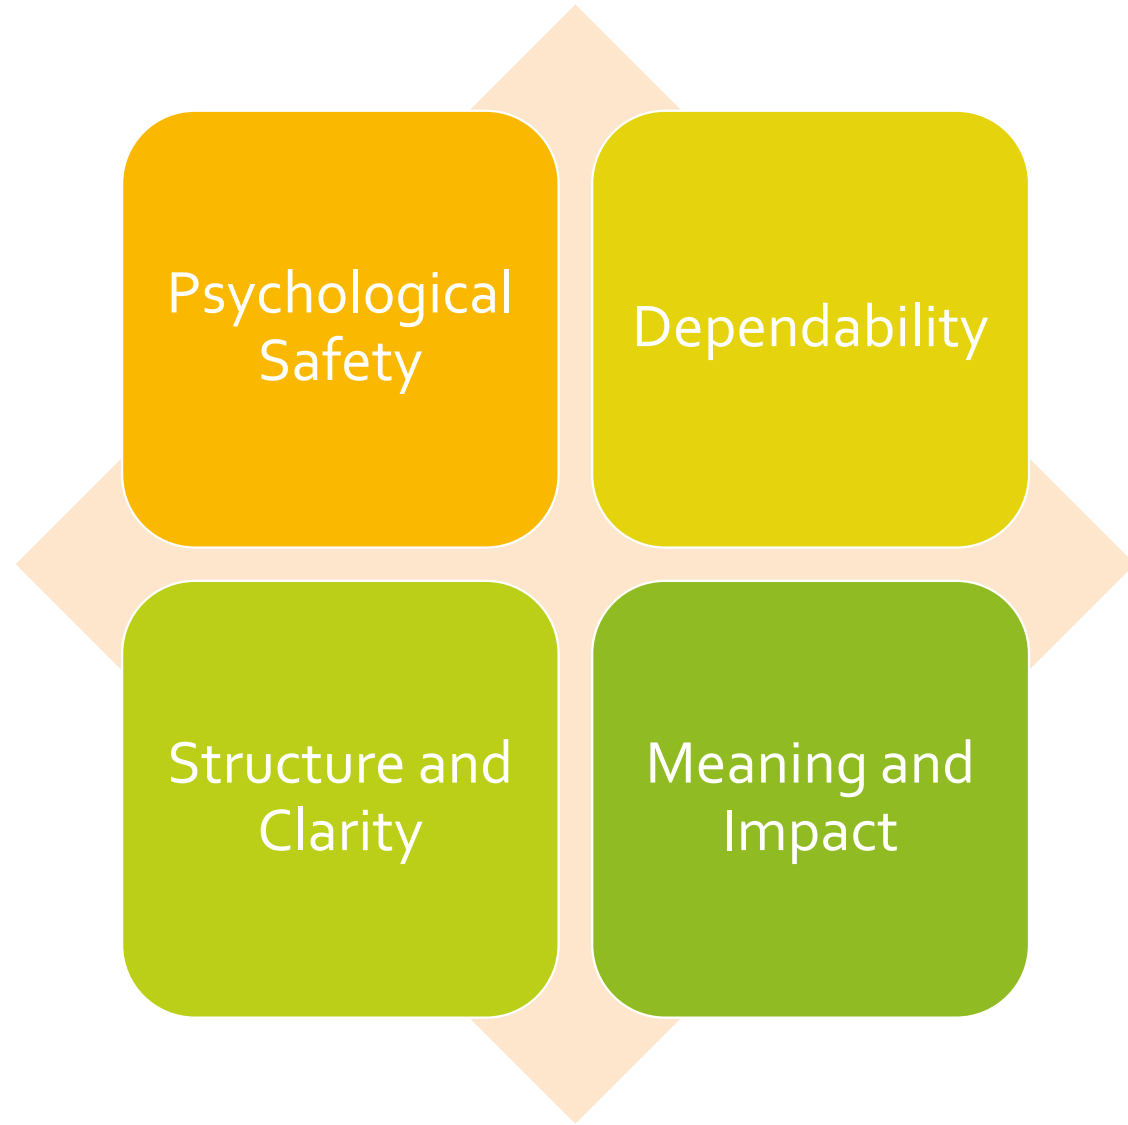 Psychological
Safety
Dependability
Structure and
Clarity
Meaning and
Impact